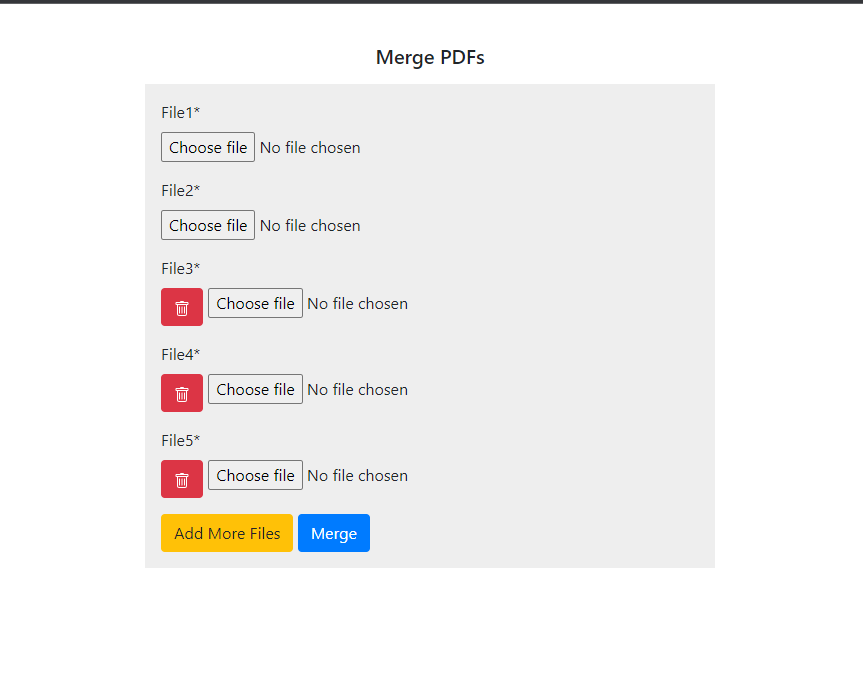 Merge PDFs
File1*
Choose file No file chosen
File2*
Choose file No file chosen
File3*
Choose file No file chosen
File4*
Choose file No file chosen
File5*
Choose file No file chosen
Add More Files Merge